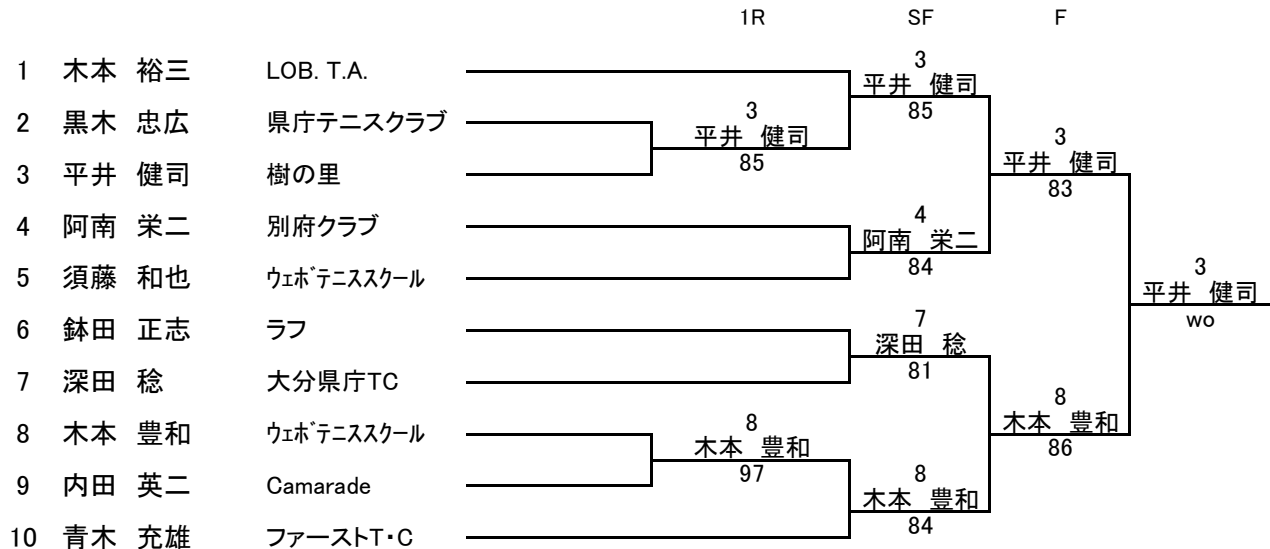 1R SF F
3
1 木本 裕三 LOB. T.A. 平井 健司
3 85
2 黒木 忠広 県庁テニスクラブ 平井 健司 3
85 平井 健司
3 平井 健司 樹の里 83
4
4 阿南 栄二 別府クラブ 阿南 栄二
84
5 須藤 和也 ｳｪﾎﾞﾃﾆｽｽｸｰﾙ 3
平井 健司
7 wo
6 鉢田 正志 ラフ 深田 稔
81
7 深田 稔 大分県庁TC 8
8 木本 豊和
8 木本 豊和 ｳｪﾎﾞﾃﾆｽｽｸｰﾙ 木本 豊和 86
97 8
9 内田 英二 Camarade 木本 豊和
84
10 青木 充雄 ファーストT・C